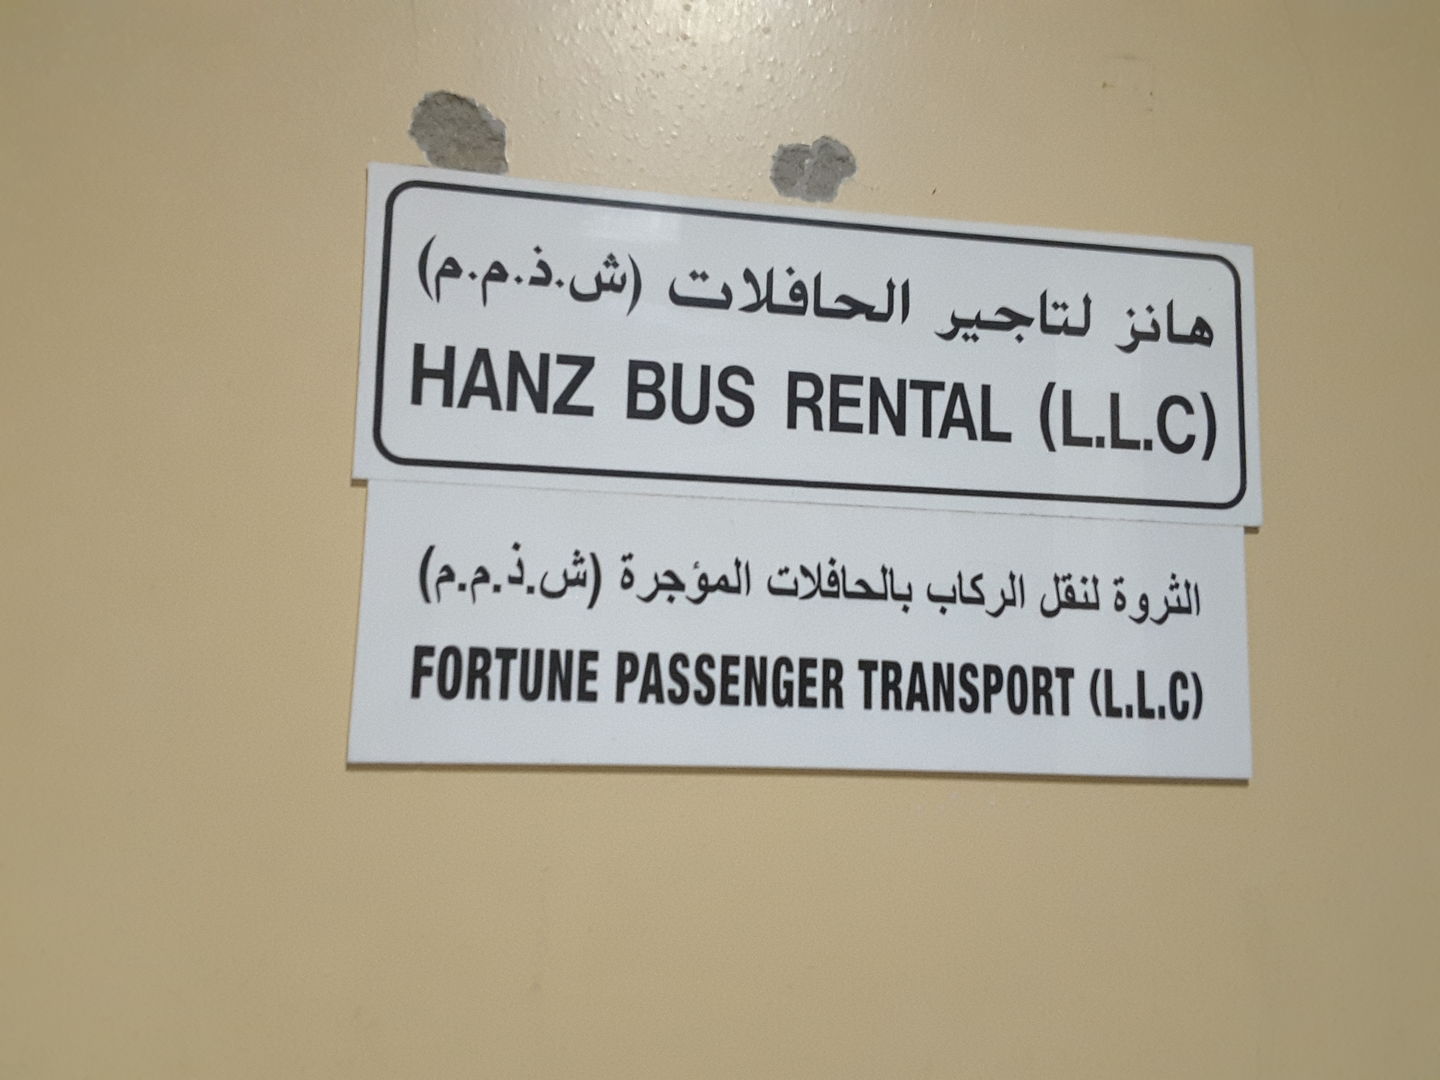 هانز لتاجير الحافلات (ش.ذ.م.م)
HANZ BUS RENTAL (L.L.C)
الثروة لنقل الركاب بالحافلات المؤجرة (ش.ذ.م.م)
FORTUNE PASSENGER TRANSPORT (L.L.C)